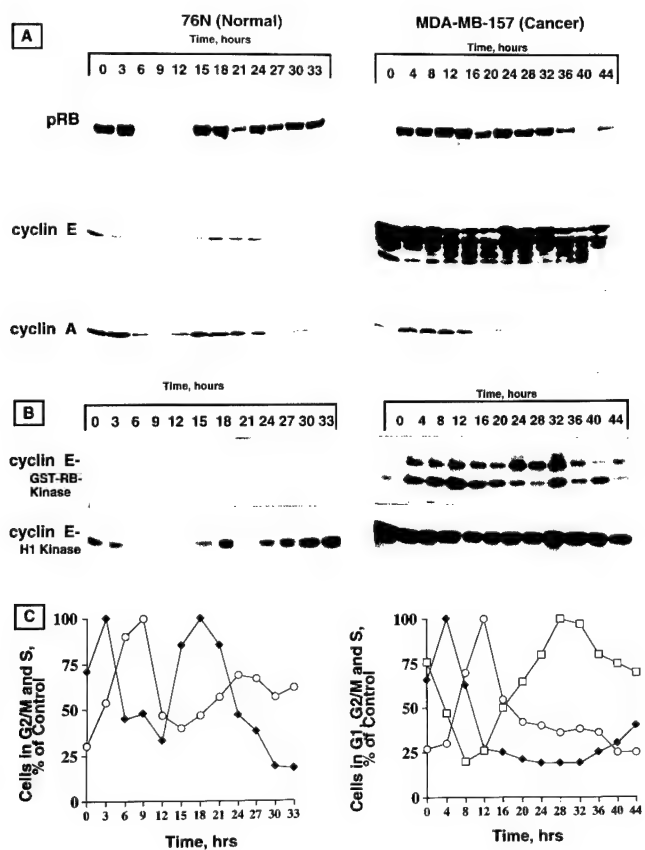 76N (Normal)
MDA-MB-157 (Cancer)
A
Time, hours
Time, hours
0 3 6 9 12 15 18 21 24 27 30 33
0 4 8 12 16 20 24 28 32 36 40 44
pRB
cyclin E
cyclin A
B
Time, hours
Time, hours
0 3 6 9 12 15 18 21 24 27 30 33
0 4 8 12 16 20 24 28 32 36 40 44
cyclin E-
GST-RB-
Kinase
cyclin E-
H1 Kinase
C
Cells in G2/M and S,
% of Control
100
75
50
25
0
0 3 6 9 12 15 18 21 24 27 30 33
Time, hrs
Cells in G1, G2/M and S,
% of Control
100
75
50
25
0
0 4 8 12 16 20 24 28 32 36 40 44
Time, hrs